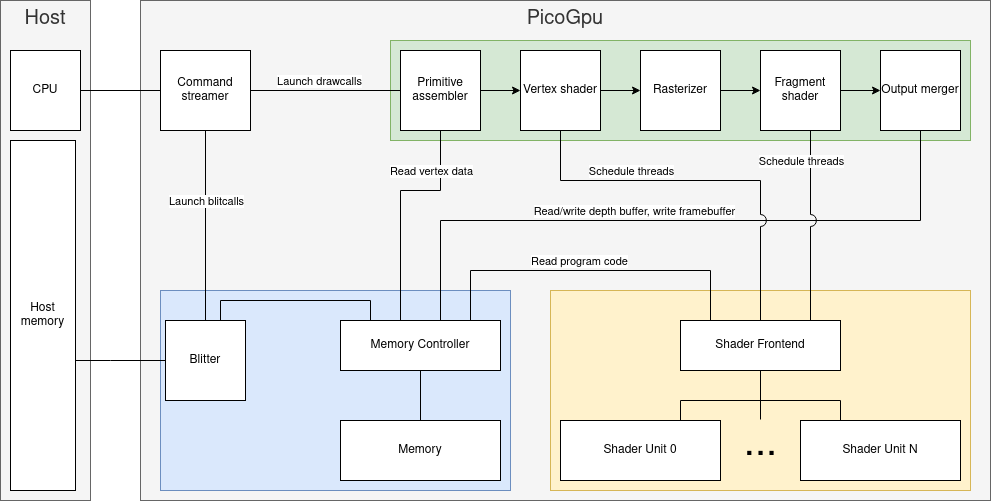 Host
PicoGpu
CPU
Command
streamer
Launch drawcalls
Primitive
assembler
Vertex shader
Rasterizer
Fragment
shader
Output merger
Read vertex data
Schedule threads
Schedule threads
Launch blitcalls
Read/write depth buffer, write framebuffer
Read program code
Host
memory
Blitter
Memory Controller
Shader Frontend
Memory
Shader Unit 0
...
Shader Unit N